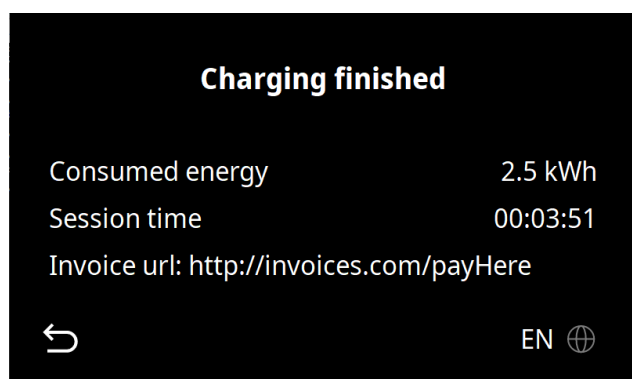 Charging finished
Consumed energy 2.5 kWh
Session time 00:03:51
Invoice url: http://invoices.com/payHere
EN